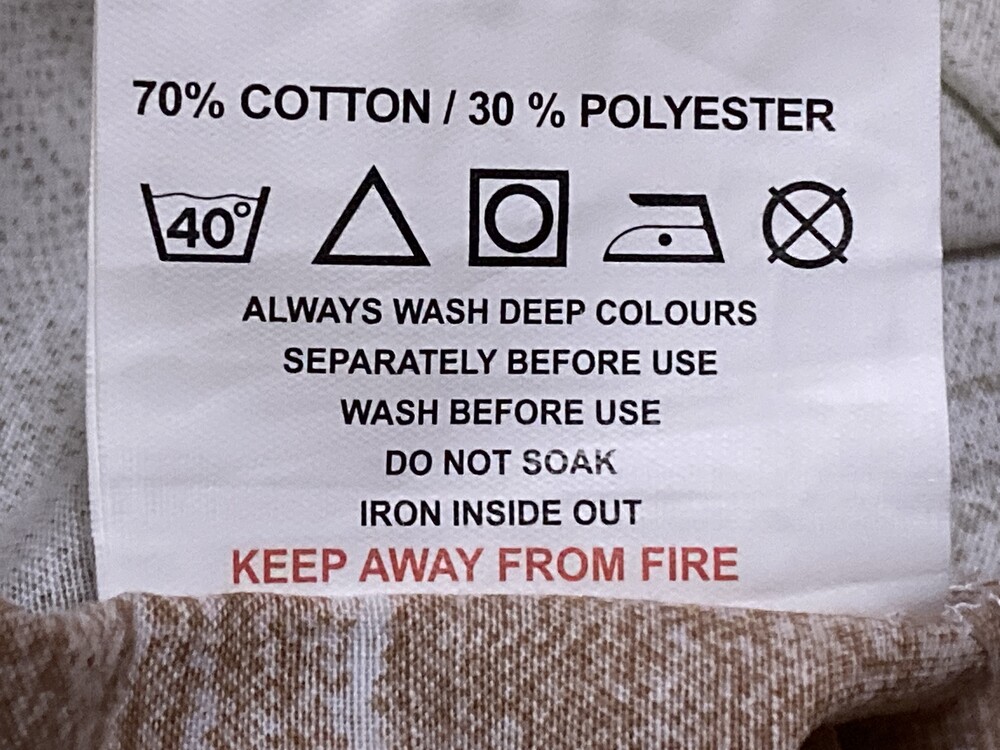 70% COTTON / 30 % POLYESTER
40°
ALWAYS WASH DEEP COLOURS
SEPARATELY BEFORE USE
WASH BEFORE USE
DO NOT SOAK
IRON INSIDE OUT
KEEP AWAY FROM FIRE